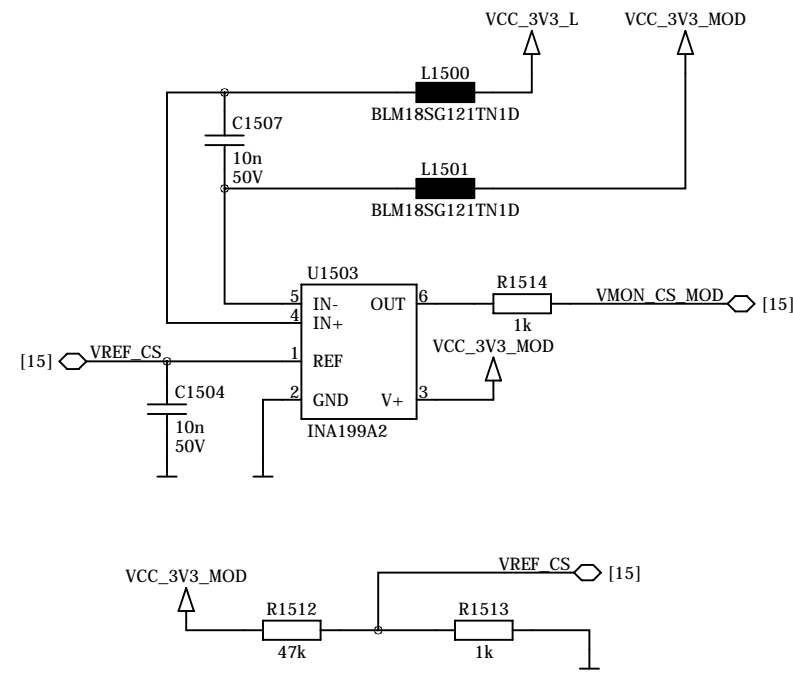 VCC_3V3_L VCC_3V3_MOD
L1500
BLM18SG121TN1D
C1507
10n
50V
L1501
BLM18SG121TN1D
U1503
5 IN- OUT 6
4 IN+
1 REF
2 GND V+ 3
INA199A2
R1514
1k
VMON_CS_MOD [15]
VCC_3V3_MOD
[15] VREF_CS
C1504
10n
50V
VREF_CS [15]
VCC_3V3_MOD
R1512
47k
R1513
1k